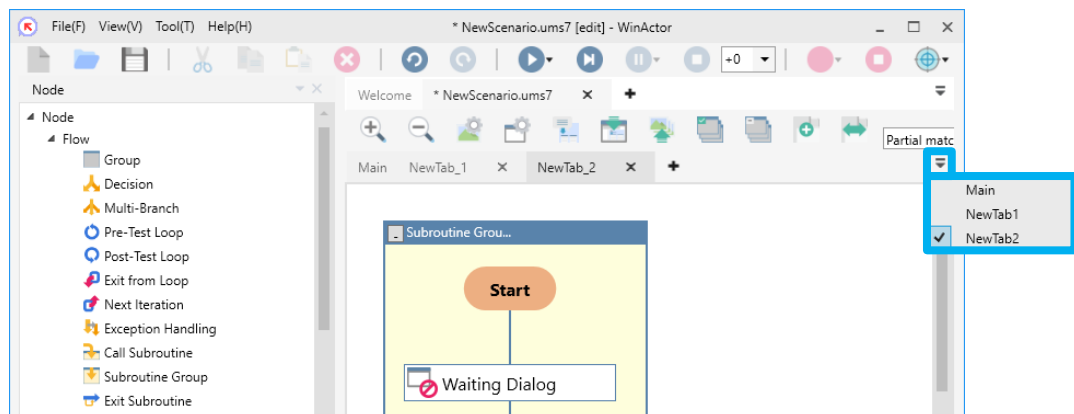 File(F) View(V) Tool(T) Help(H) * NewScenario.ums7 [edit] - WinActor
+0
Node
Welcome * NewScenario.ums7
Node
Flow
Group
Decision
Multi-Branch
Pre-Test Loop
Post-Test Loop
Exit from Loop
Next Iteration
Exception Handling
Call Subroutine
Subroutine Group
Exit Subroutine
Partial matc
Main NewTab_1 NewTab_2
Main
NewTab1
NewTab2
Subroutine Grou...
Start
Waiting Dialog